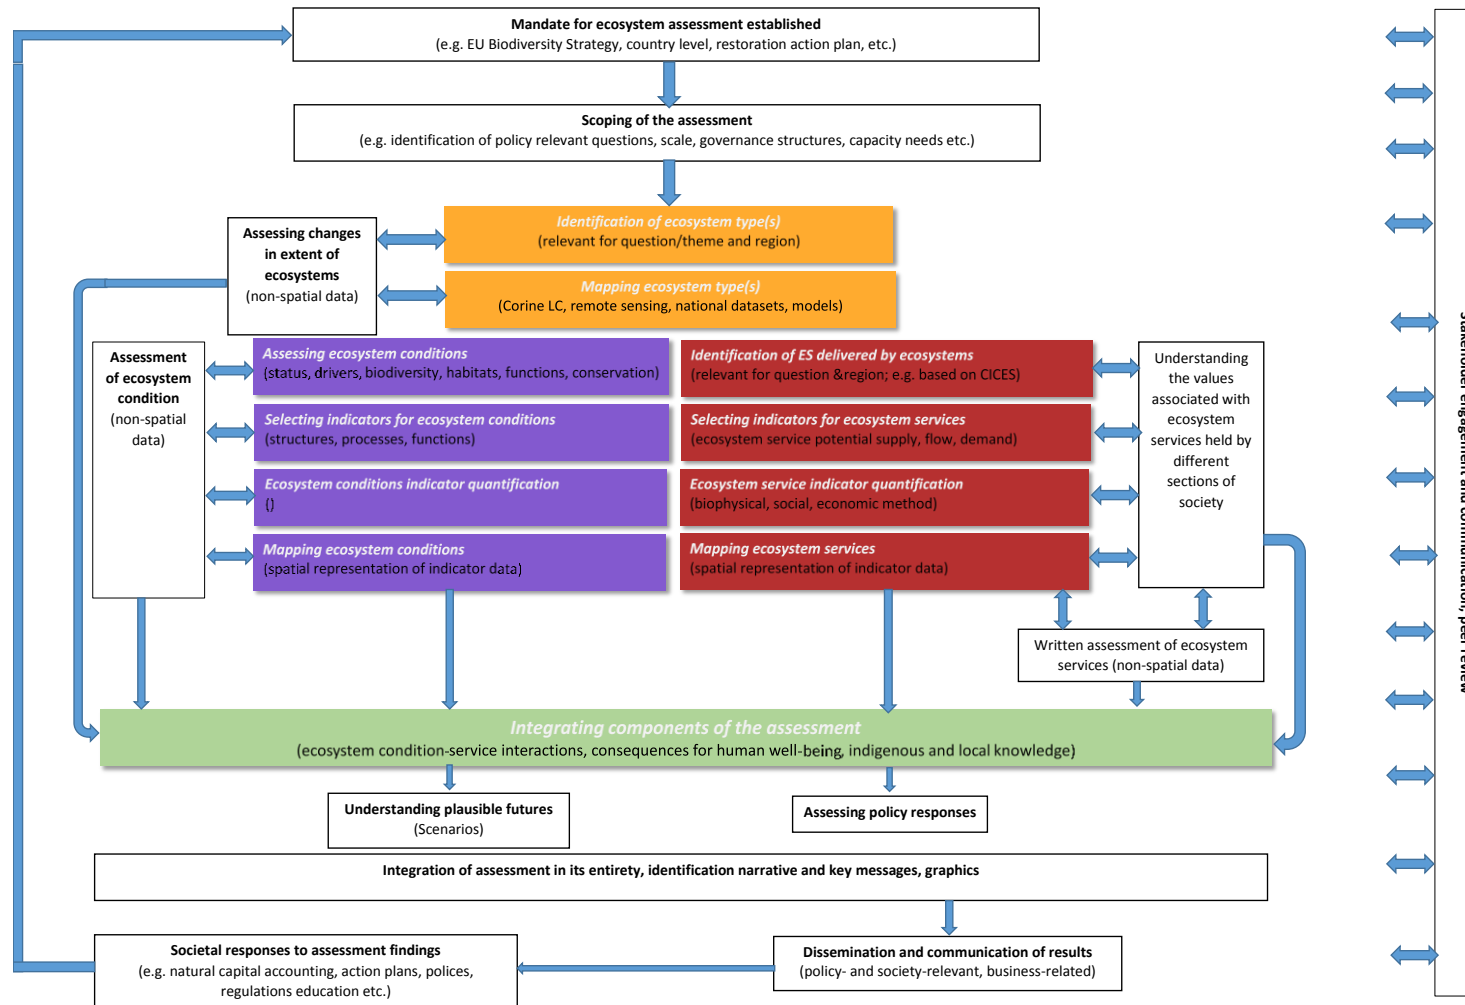 Mandate for ecosystem assessment established
(e.g. EU Biodiversity Strategy, country level, restoration action plan, etc.)
Scoping of the assessment
(e.g. identification of policy relevant questions, scale, governance structures, capacity needs etc.)
Assessing changes
in extent of
ecosystems
(non-spatial data)
Identification of ecosystem type(s)
(relevant for question/theme and region)
Mapping ecosystem type(s)
(Corine LC, remote sensing, national datasets, models)
Assessment
of ecosystem
condition
(non-spatial
data)
Assessing ecosystem conditions
(status, drivers, biodiversity, habitats, functions, conservation)
Selecting indicators for ecosystem conditions
(structures, processes, functions)
Ecosystem conditions indicator quantification
()
Mapping ecosystem conditions
(spatial representation of indicator data)
Identification of ES delivered by ecosystems
(relevant for question &region; e.g. based on CICES)
Selecting indicators for ecosystem services
(ecosystem service potential supply, flow, demand)
Ecosystem service indicator quantification
(biophysical, social, economic method)
Mapping ecosystem services
(spatial representation of indicator data)
Understanding
the values
associated with
ecosystem
services held by
different
sections of
society
Written assessment of ecosystem
services (non-spatial data)
Integrating components of the assessment
(ecosystem condition-service interactions, consequences for human well-being, indigenous and local knowledge)
Understanding plausible futures
(Scenarios)
Assessing policy responses
Integration of assessment in its entirety, identification narrative and key messages, graphics
Societal responses to assessment findings
(e.g. natural capital accounting, action plans, polices,
regulations education etc.)
Dissemination and communication of results
(policy- and society-relevant, business-related)
Stakeholder engagement and communication, peer review